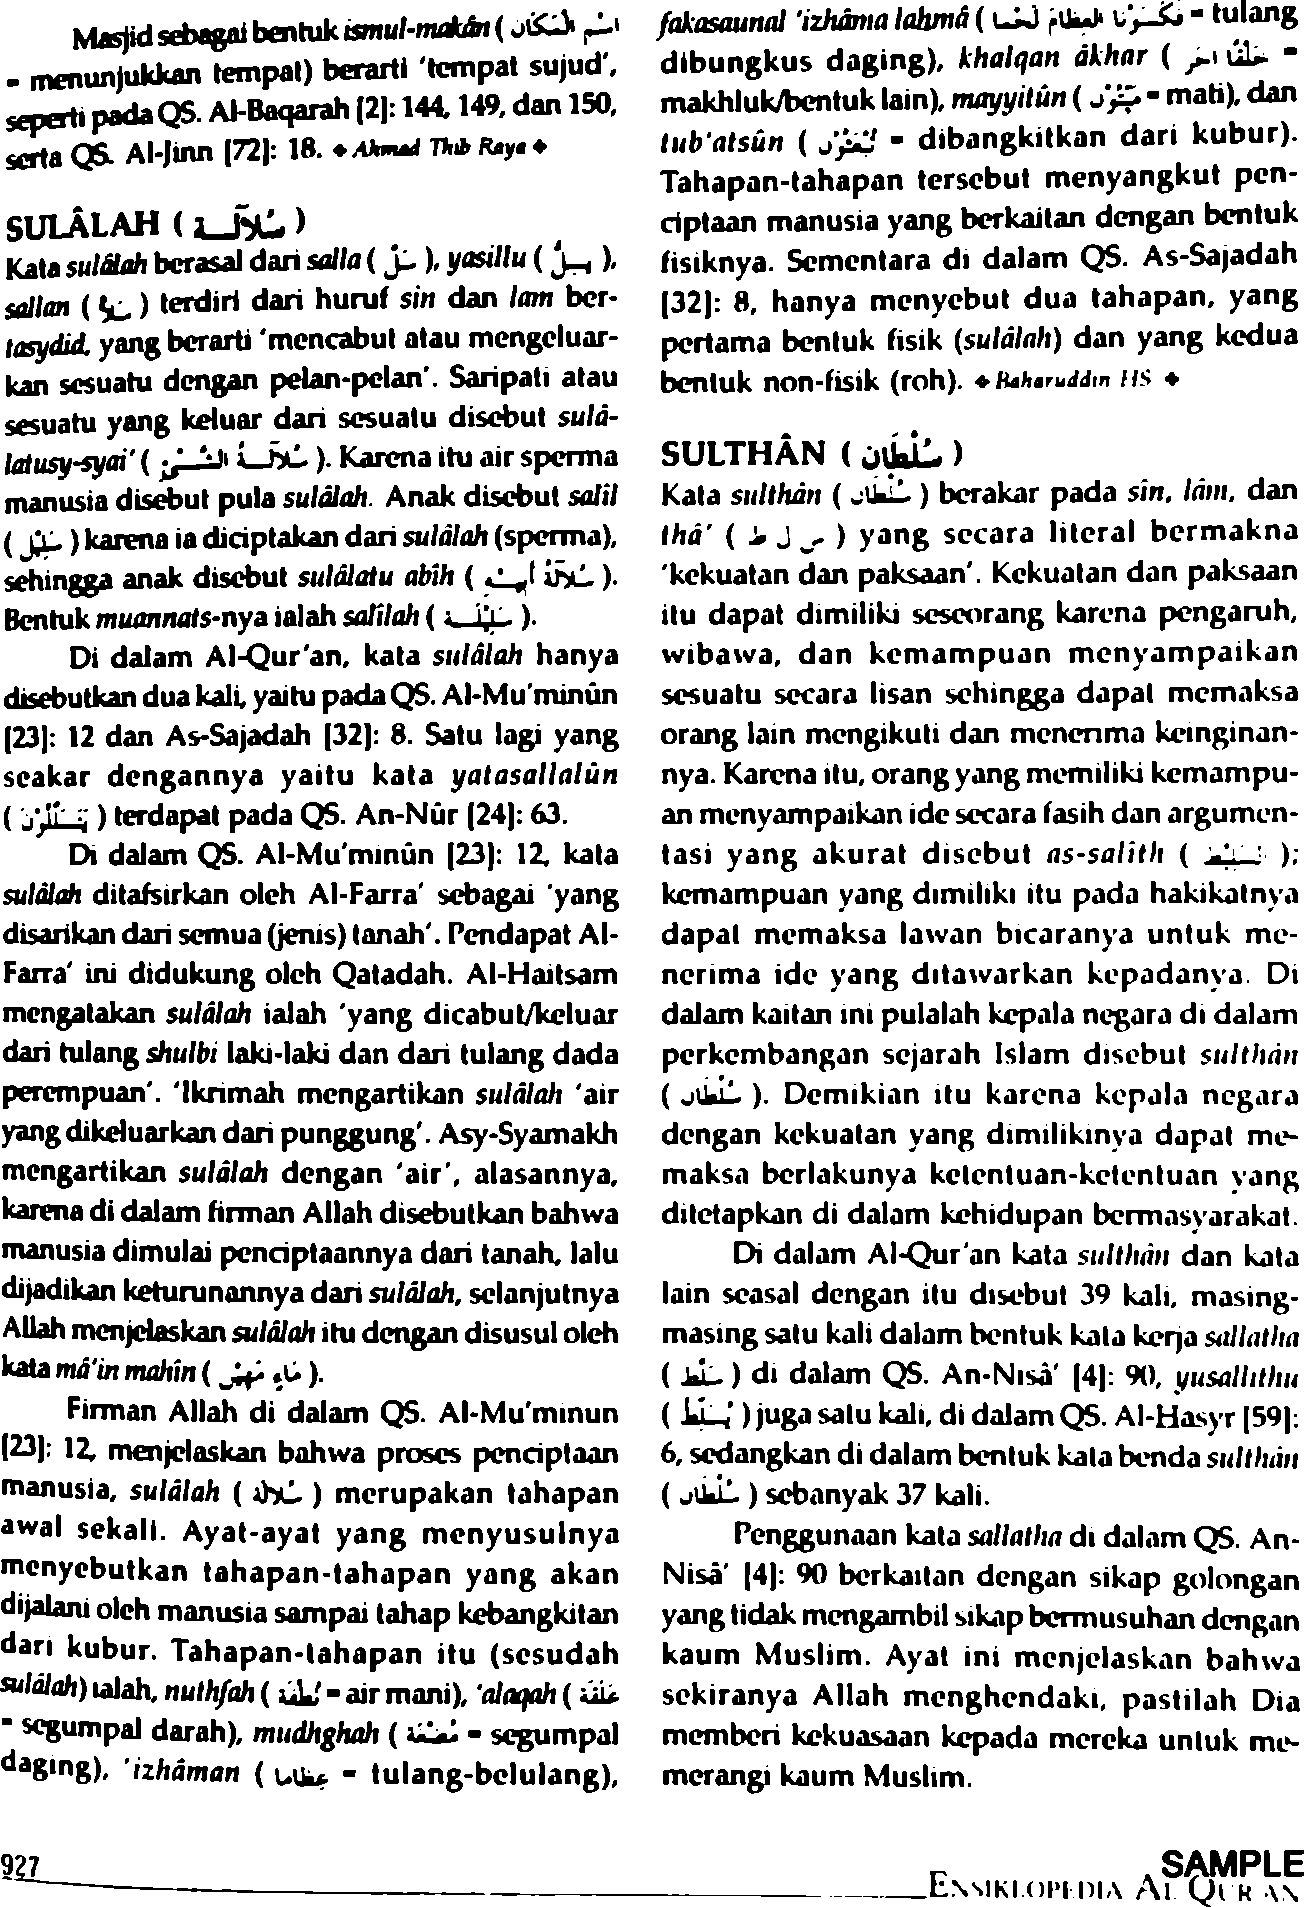 Masjid sebagai bentuk ismul-makân ( اسْم الْمَكَان
= menunjukkan tempat) berarti 'tempat sujud',
seperti pada QS. Al-Baqarah [2]: 144, 149, dan 150,
serta QS. Al-Jinn [72]: 18. ♦ Ahmad Thib Raya ♦
SULÂLAH ( سُلَالَة )
Kata sulâlah berasal dari salla ( سَلَّ ), yasillu ( يَسِلُّ ),
sallan ( سَلًّا ) terdiri dari huruf sin dan lam ber-
tasydid, yang berarti 'mencabut atau mengeluar-
kan sesuatu dengan pelan-pelan'. Saripati atau
sesuatu yang keluar dari sesuatu disebut sulâ-
latusy-syai' ( سُلَالَةُ الشَّيْئ ). Karena itu air sperma
manusia disebut pula sulâlah. Anak disebut salîl
( سَلِيْل ) karena ia diciptakan dari sulâlah (sperma),
sehingga anak disebut sulâlatu abîh ( سُلَالَةُ أَبِيْهِ ).
Bentuk muannats-nya ialah salîlah ( سَلِيْلَة ).
Di dalam Al-Qur'an, kata sulâlah hanya
disebutkan dua kali, yaitu pada QS. Al-Mu'minûn
[23]: 12 dan As-Sajadah [32]: 8. Satu lagi yang
seakar dengannya yaitu kata yatasallalûn
( يَتَسَلَّلُوْنَ ) terdapat pada QS. An-Nûr [24]: 63.
Di dalam QS. Al-Mu'minûn [23]: 12, kata
sulâlah ditafsirkan oleh Al-Farra' sebagai 'yang
disarikan dari semua (jenis) tanah'. Pendapat Al-
Farra' ini didukung oleh Qatadah. Al-Haitsam
mengatakan sulâlah ialah 'yang dicabut/keluar
dari tulang shulbi laki-laki dan dari tulang dada
perempuan'. 'Ikrimah mengartikan sulâlah 'air
yang dikeluarkan dari punggung'. Asy-Syamakh
mengartikan sulâlah dengan 'air', alasannya,
karena di dalam firman Allah disebutkan bahwa
manusia dimulai penciptaannya dari tanah, lalu
dijadikan keturunannya dari sulâlah, selanjutnya
Allah menjelaskan sulâlah itu dengan disusul oleh
kata mâ'in mahîn ( مَاءٍ مَهِيْنٍ ).
Firman Allah di dalam QS. Al-Mu'minun
[23]: 12, menjelaskan bahwa proses penciptaan
manusia, sulâlah ( سُلَالَة ) merupakan tahapan
awal sekali. Ayat-ayat yang menyusulnya
menyebutkan tahapan-tahapan yang akan
dijalani oleh manusia sampai tahap kebangkitan
dari kubur. Tahapan-tahapan itu (sesudah
sulâlah) ialah, nuthfah ( نُطْفَة = air mani), 'alaqah ( عَلَقَة
= segumpal darah), mudhghah ( مُضْغَة = segumpal
daging), 'izhâman ( عِظَامًا = tulang-belulang),
fakasaunal 'izhâma lahmâ ( فَكَسَوْنَا الْعِظَامَ لَحْمًا = tulang
dibungkus daging), khalqan âkhar ( خَلْقًا آخَر =
makhluk/bentuk lain), mayyitûn ( مَيِّتُوْن = mati), dan
tub'atsûn ( تُبْعَثُوْن = dibangkitkan dari kubur).
Tahapan-tahapan tersebut menyangkut pen-
ciptaan manusia yang berkaitan dengan bentuk
fisiknya. Sementara di dalam QS. As-Sajadah
[32]: 8, hanya menyebut dua tahapan, yang
pertama bentuk fisik (sulâlah) dan yang kedua
bentuk non-fisik (roh). ♦ Baharuddin HS ♦
SULTHÂN ( سُلْطَان )
Kata sulthân ( سُلْطَان ) berakar pada sîn, lâm, dan
thâ' ( س ل ط ) yang secara literal bermakna
'kekuatan dan paksaan'. Kekuatan dan paksaan
itu dapat dimiliki seseorang karena pengaruh,
wibawa, dan kemampuan menyampaikan
sesuatu secara lisan sehingga dapat memaksa
orang lain mengikuti dan menerima keinginan-
nya. Karena itu, orang yang memiliki kemampu-
an menyampaikan ide secara fasih dan argumen-
tasi yang akurat disebut as-salîth ( السَّلِيْط );
kemampuan yang dimiliki itu pada hakikatnya
dapat memaksa lawan bicaranya untuk me-
nerima ide yang ditawarkan kepadanya. Di
dalam kaitan ini pulalah kepala negara di dalam
perkembangan sejarah Islam disebut sulthân
( سُلْطَان ). Demikian itu karena kepala negara
dengan kekuatan yang dimilikinya dapat me-
maksa berlakunya ketentuan-ketentuan yang
ditetapkan di dalam kehidupan bermasyarakat.
Di dalam Al-Qur'an kata sulthân dan kata
lain seasal dengan itu disebut 39 kali, masing-
masing satu kali dalam bentuk kata kerja sallatha
( سَلَّطَ ) di dalam QS. An-Nisâ' [4]: 90, yusallithu
( يُسَلِّطُ ) juga satu kali, di dalam QS. Al-Hasyr [59]:
6, sedangkan di dalam bentuk kata benda sulthân
( سُلْطَان ) sebanyak 37 kali.
Penggunaan kata sallatha di dalam QS. An-
Nisâ' [4]: 90 berkaitan dengan sikap golongan
yang tidak mengambil sikap bermusuhan dengan
kaum Muslim. Ayat ini menjelaskan bahwa
sekiranya Allah menghendaki, pastilah Dia
memberi kekuasaan kepada mereka untuk me-
merangi kaum Muslim.
927
SAMPLE
ENSIKLOPEDIA AL QUR'AN